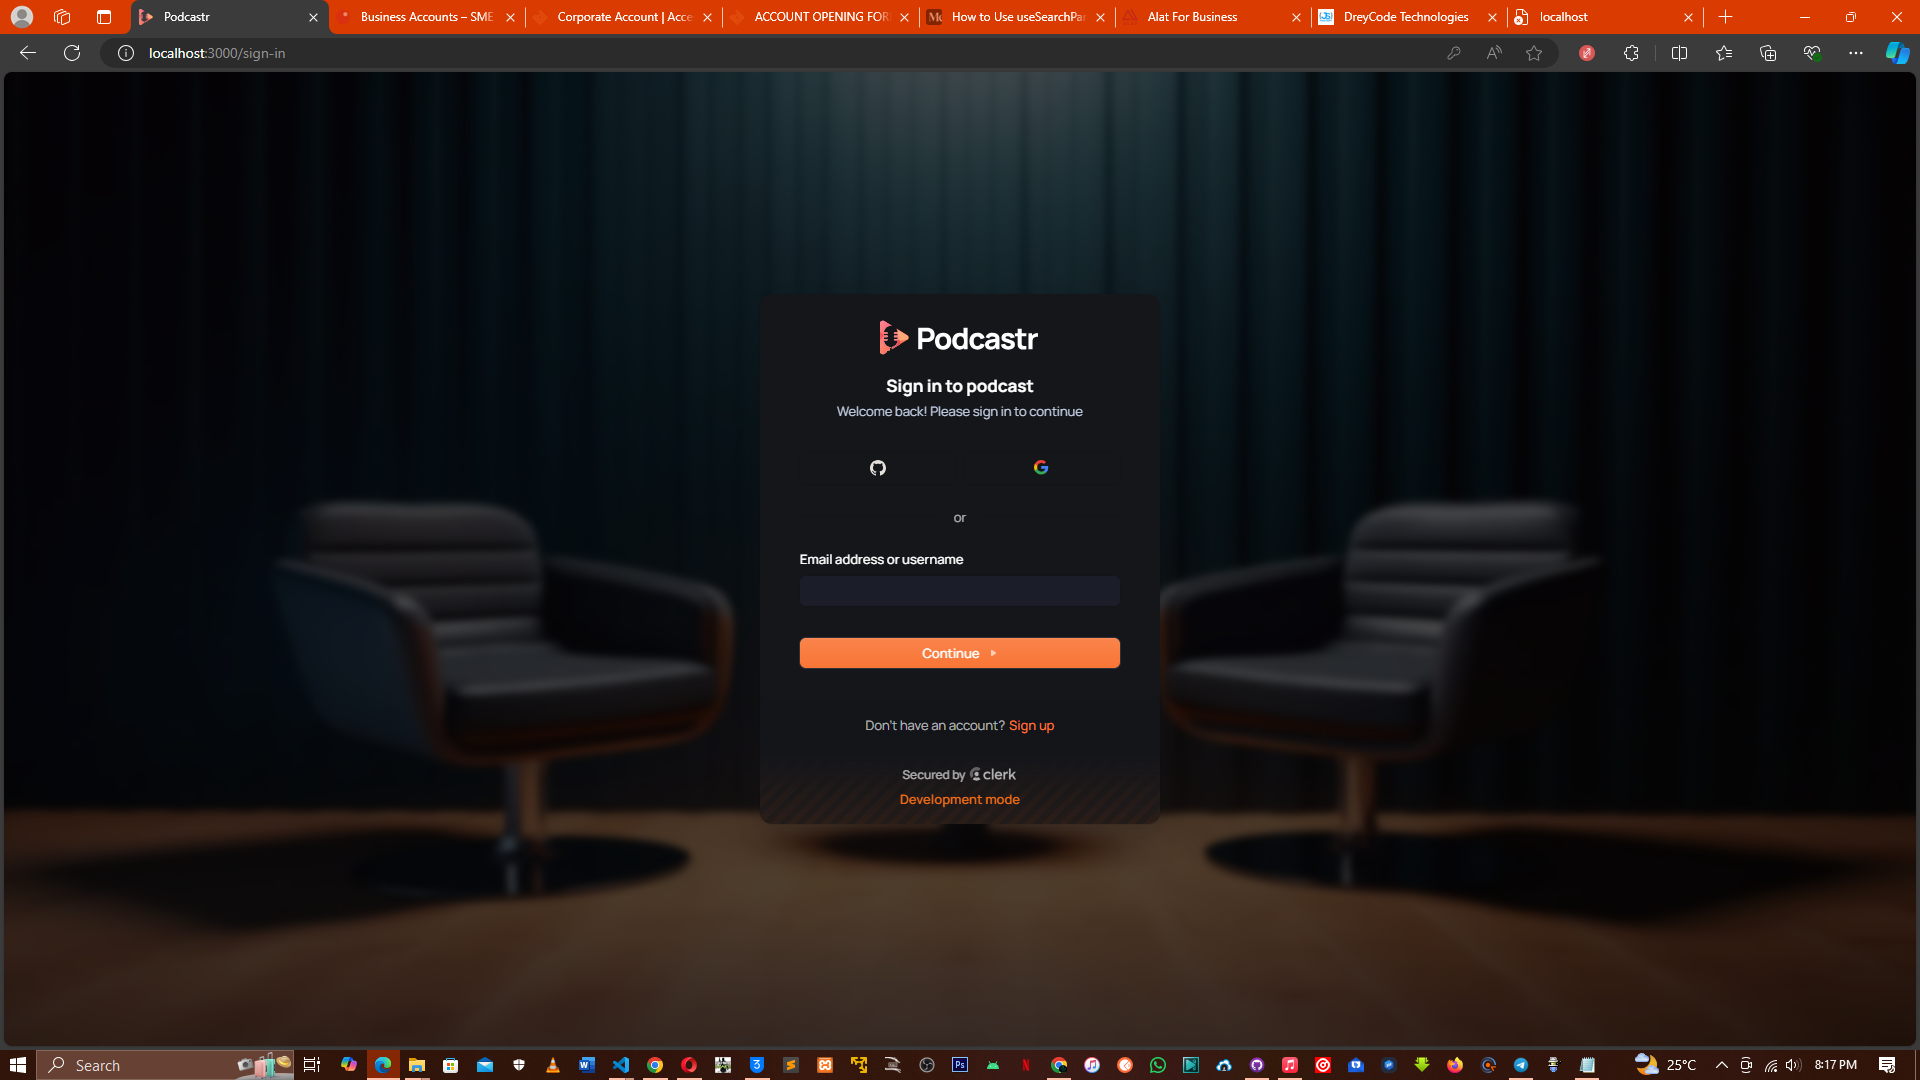 Podcastr
Business Accounts – SME
Corporate Account | Acce
ACCOUNT OPENING FOR
How to Use useSearchPar
Alat For Business
DreyCode Technologies
localhost
localhost:3000/sign-in
Podcastr
Sign in to podcast
Welcome back! Please sign in to continue
or
Email address or username
Continue
Don't have an account? Sign up
Secured by clerk
Development mode
Search
25°C
8:17 PM